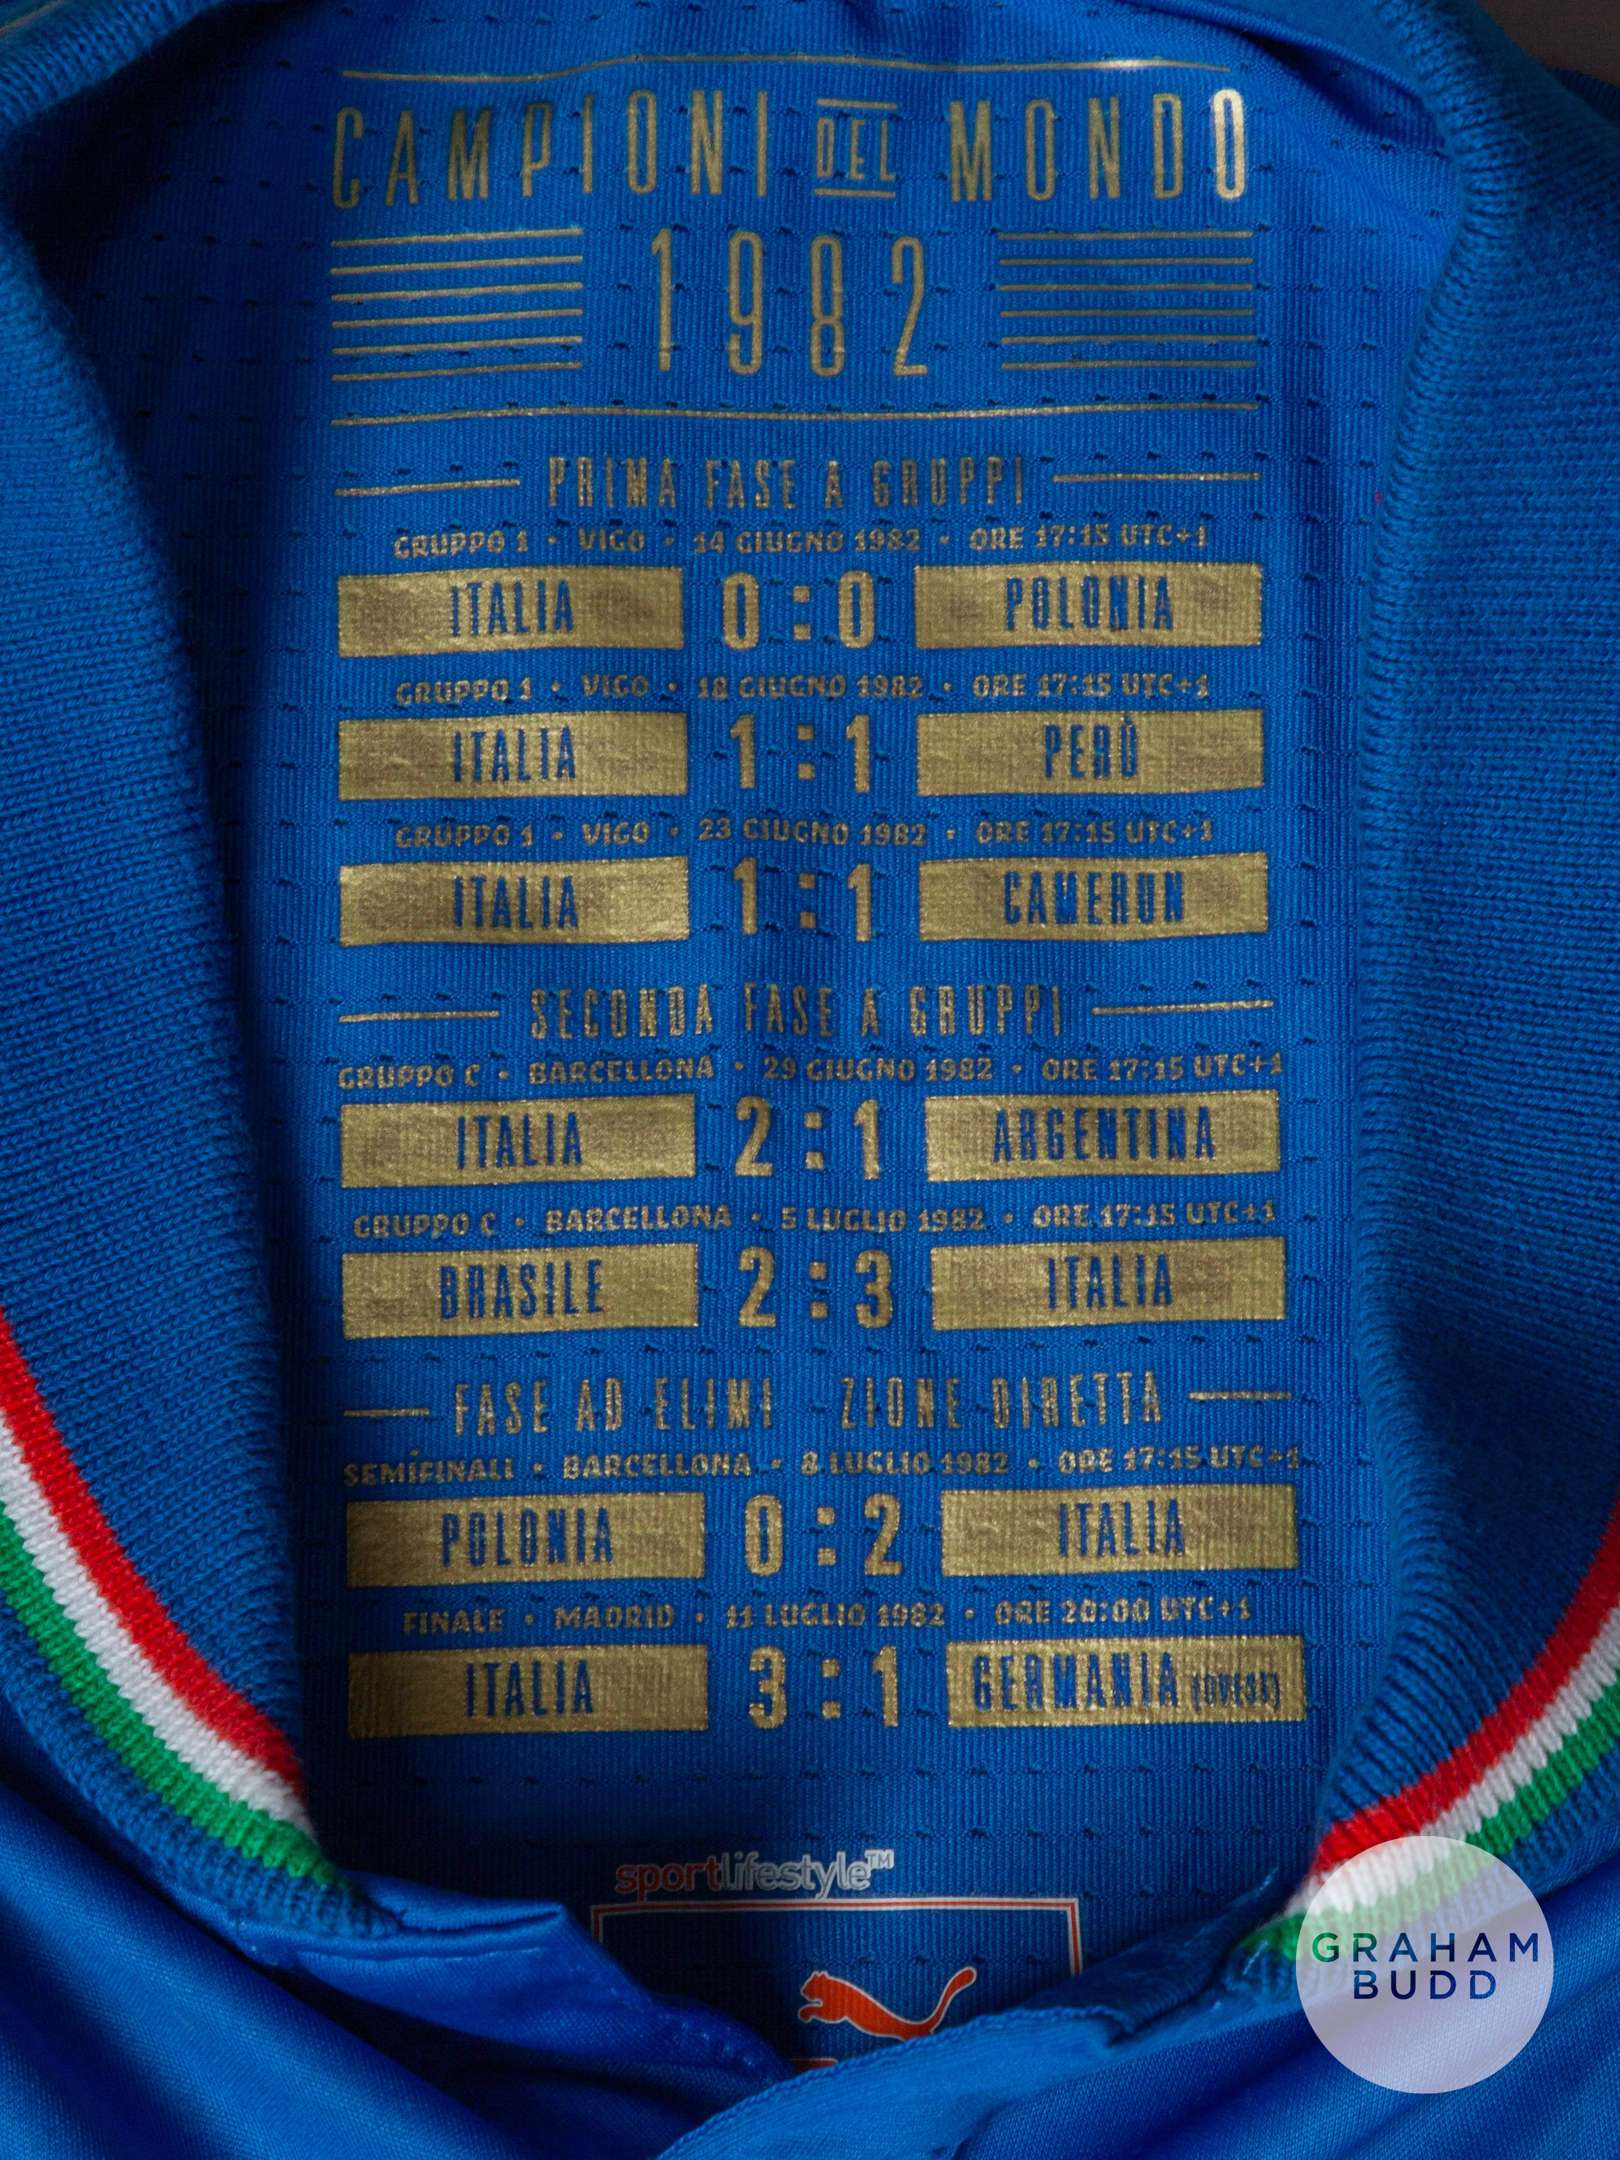 CAMPIONI DEL MONDO
1982
PRIMA FASE A GRUPPI
GRUPPO 1 • VIGO • 14 GIUGNO 1982 • ORE 17:15 UTC+1
ITALIA 0:0 POLONIA
GRUPPO 1 • VIGO • 18 GIUGNO 1982 • ORE 17:15 UTC+1
ITALIA 1:1 PERÙ
GRUPPO 1 • VIGO • 23 GIUGNO 1982 • ORE 17:15 UTC+1
ITALIA 1:1 CAMERUN
SECONDA FASE A GRUPPI
GRUPPO C • BARCELLONA • 29 GIUGNO 1982 • ORE 17:15 UTC+1
ITALIA 2:1 ARGENTINA
GRUPPO C • BARCELLONA • 5 LUGLIO 1982 • ORE 17:15 UTC+1
BRASILE 2:3 ITALIA
FASE AD ELIMI ZIONE DIRETTA
SEMIFINALI • BARCELLONA • 8 LUGLIO 1982 • ORE 17:15 UTC+1
POLONIA 0:2 ITALIA
FINALE • MADRID • 11 LUGLIO 1982 • ORE 20:00 UTC+1
ITALIA 3:1 GERMANIA (OVEST)
sportlifestyle™
GRAHAM
BUDD